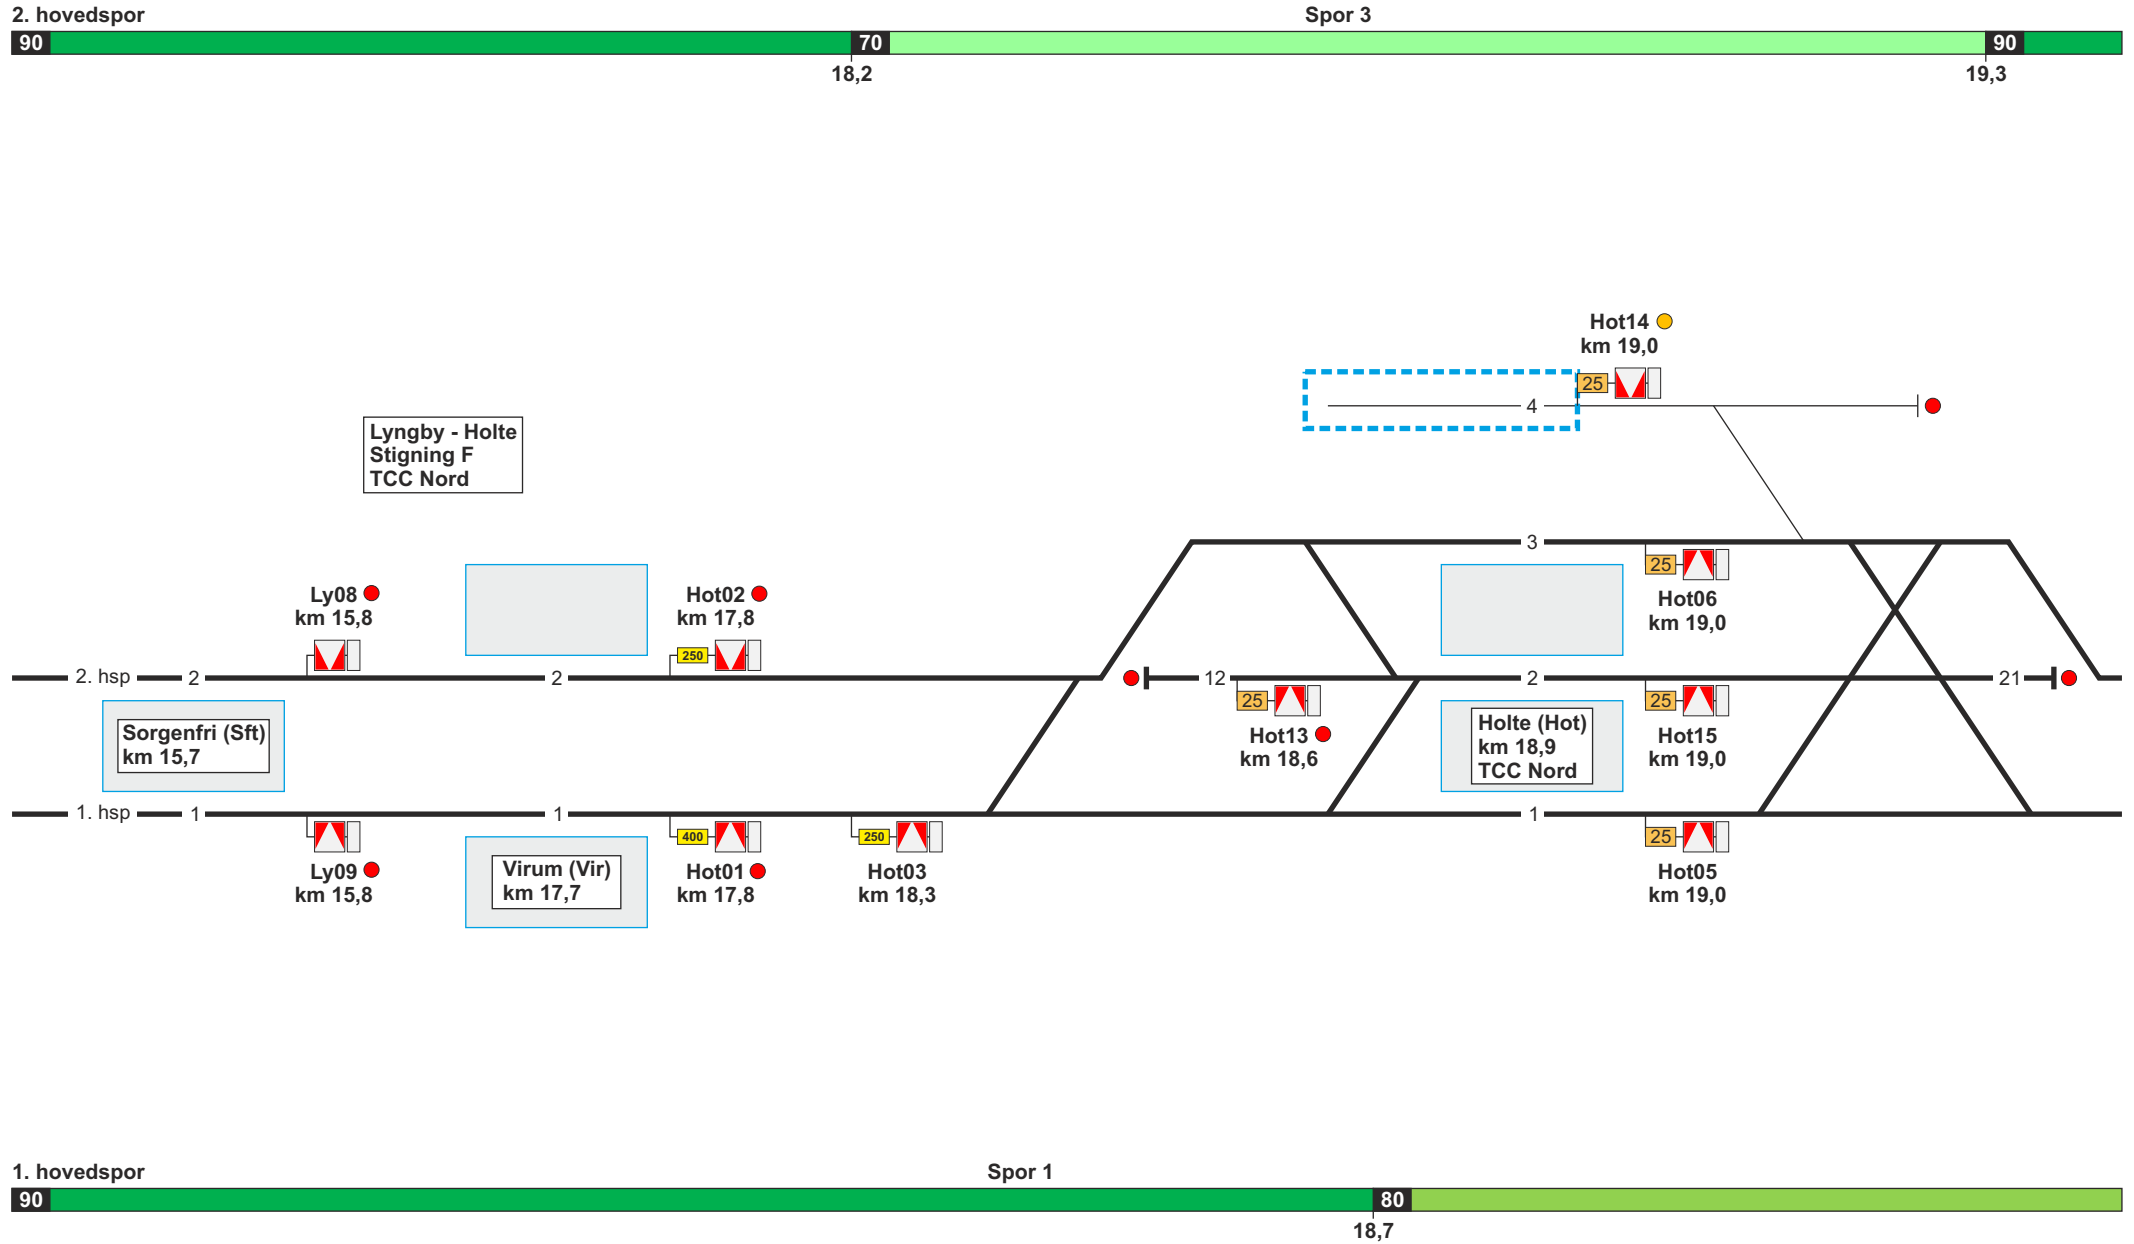 2. hovedspor
Spor 3
90
70
90
18,2
19,3
Hot14
km 19,0
25
4
Lyngby - Holte
Stigning F
TCC Nord
3
25
Hot06
km 19,0
Ly08
km 15,8
Hot02
km 17,8
250
2. hsp
2
2
12
2
21
25
Hot13
km 18,6
25
Hot15
km 19,0
Sorgenfri (Sft)
km 15,7
Holte (Hot)
km 18,9
TCC Nord
1. hsp
1
1
1
400
250
25
Ly09
km 15,8
Virum (Vir)
km 17,7
Hot01
km 17,8
Hot03
km 18,3
Hot05
km 19,0
1. hovedspor
Spor 1
90
80
18,7